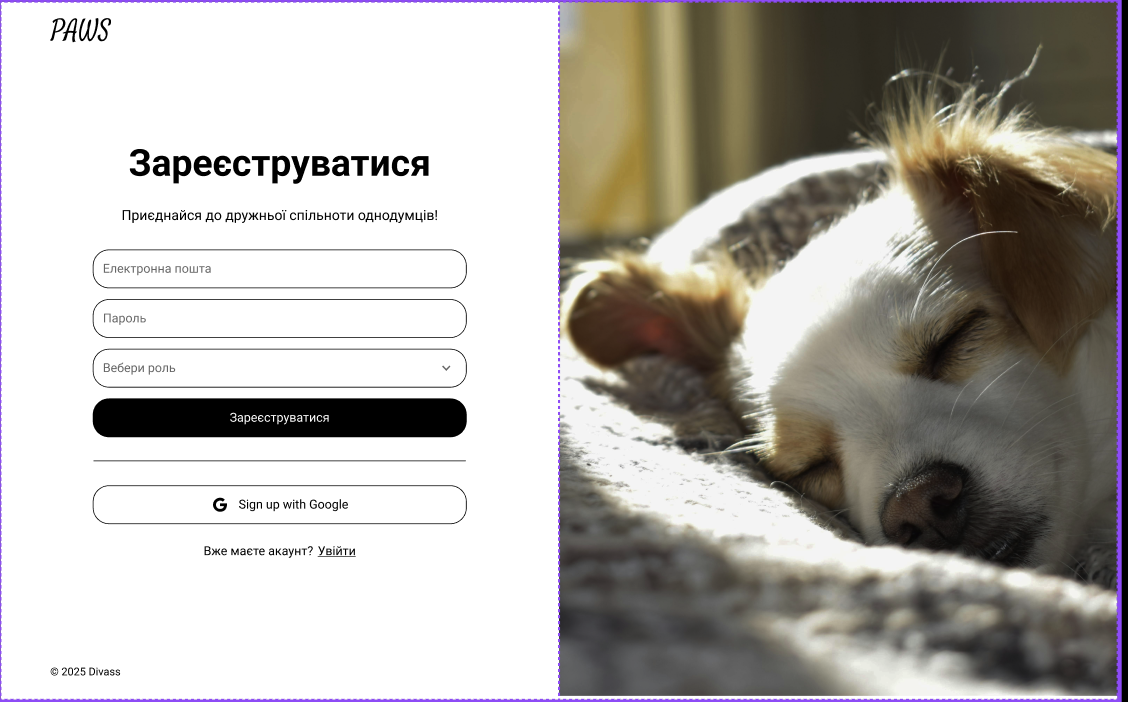 PAWS
Зареєструватися
Приєднайся до дружньої спільноти однодумців!
Електронна пошта
Пароль
Вебери роль
Зареєструватися
Sign up with Google
Вже маєте акаунт? Увійти
© 2025 Divass